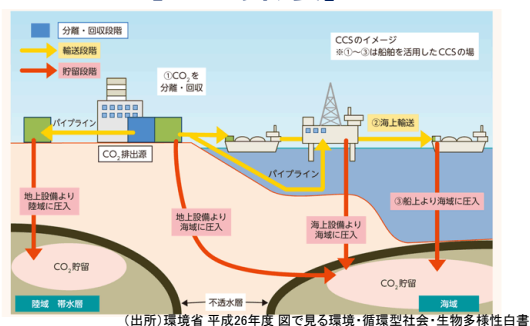 分離・回収段階
輸送段階
貯留段階
CCSのイメージ
※①～③は船舶を活用したCCSの場
①CO₂を
分離・回収
パイプライン
②海上輸送
CO₂排出源
パイプライン
地上設備より
陸域に圧入
地上設備より
海域に圧入
海上設備より
海域に圧入
③船上より海域に圧入
CO₂貯留
CO₂貯留
陸域 帯水層
不透水層
海域
（出所）環境省 平成26年度 図で見る環境・循環型社会・生物多様性白書